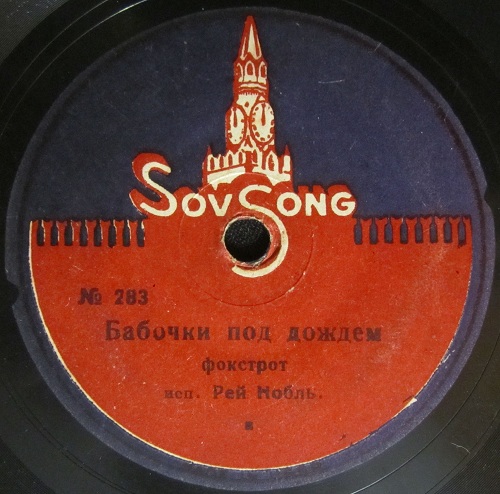 SovSong
№ 283
Бабочки под дождем
фокстрот
исп. Рей Нобль.